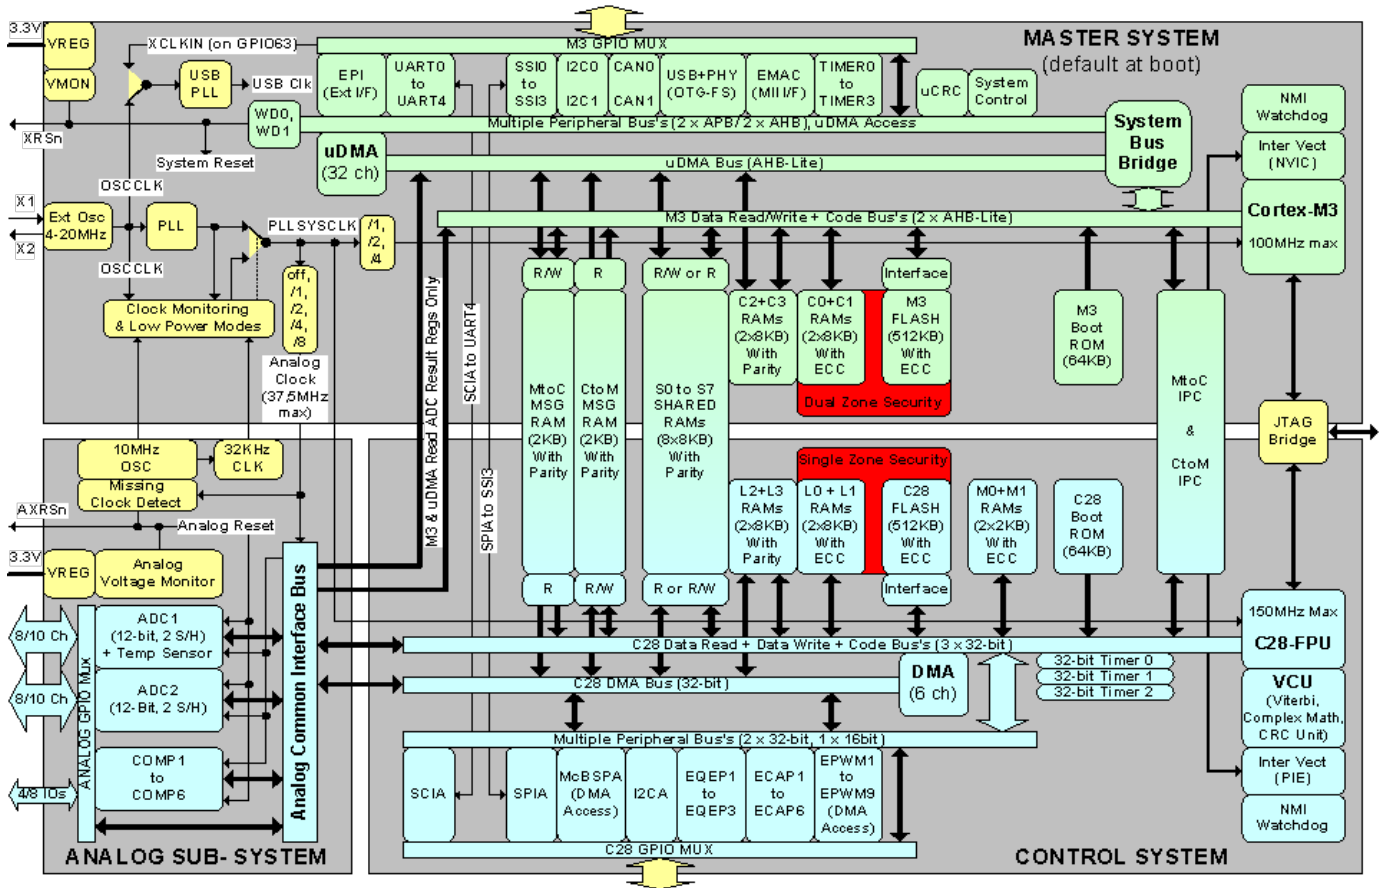 3.3V
VREG
VMON
XRSn
XCLKIN (on GPIO63)
USB
PLL
USB Clk
WD0,
WD1
System Reset
OSCCLK
X1
X2
Ext Osc
4-20MHz
PLL
PLLSYSCLK
/1,
/2,
/4
OSCCLK
off,
/1,
/2,
/4,
/8
Clock Monitoring
& Low Power Modes
Analog
Clock
(37.5MHz
max)
M3 GPIO MUX
EPI
(Ext I/F)
UART0
to
UART4
SSI0
to
SSI3
I2C0
I2C1
CAN0
CAN1
USB+PHY
(OTG-FS)
EMAC
(MII I/F)
TIMER0
to
TIMER3
uCRC
System
Control
MASTER SYSTEM
(default at boot)
Multiple Peripheral Bus's (2 x APB/ 2 x AHB), uDMA Access
uDMA
(32 ch)
uDMA Bus (AHB-Lite)
System
Bus
Bridge
M3 Data Read/Write + Code Bus's (2 x AHB-Lite)
NMI
Watchdog
Inter Vect
(NVIC)
Cortex-M3
100MHz max
R/W
R
R/W or R
Interface
C2+C3
RAMs
(2x8KB)
With
Parity
C0+C1
RAMs
(2x8KB)
With
ECC
M3
FLASH
(512KB)
With
ECC
Dual Zone Security
M3
Boot
ROM
(64KB)
MtoC
MSG
RAM
(2KB)
With
Parity
CtoM
MSG
RAM
(2KB)
With
Parity
S0 to S7
SHARED
RAMs
(8x8KB)
With
Parity
MtoC
IPC
&
CtoM
IPC
JTAG
Bridge
M3 & uDMA Read ADC Result Regs Only
SCIA to UART4
SPIA to SSI3
10MHz
OSC
32KHz
CLK
Missing
Clock Detect
AXRSn
Analog Reset
3.3V
VREG
Analog
Voltage Monitor
8/10 Ch
8/10 Ch
4/8 IOs
ANALOG GPIO Mux
ADC1
(12-bit, 2 S/H)
+ Temp Sensor
ADC2
(12-Bit, 2 S/H)
COMP1
to
COMP6
Analog Common Interface Bus
ANALOG SUB- SYSTEM
Single Zone Security
L2+L3
RAMs
(2x8KB)
With
Parity
L0 + L1
RAMs
(2x8KB)
With
ECC
C28
FLASH
(512KB)
With
ECC
M0+M1
RAMs
(2x2KB)
With
ECC
C28
Boot
ROM
(64KB)
R
R/W
R or R/W
Interface
C28 Data Read + Data Write + Code Bus's (3 x 32-bit)
C28 DMA Bus (32-bit)
DMA
(6 ch)
32-bit Timer 0
32-bit Timer 1
32-bit Timer 2
150MHz Max
C28-FPU
VCU
(Viterbi,
Complex Math,
CRC Unit)
Inter Vect
(PIE)
NMI
Watchdog
Multiple Peripheral Bus's (2 x 32-bit, 1 x 16bit)
SCIA
SPIA
McBSPA
(DMA
Access)
I2CA
EQEP1
to
EQEP3
ECAP1
to
ECAP6
EPWM1
to
EPWM9
(DMA
Access)
C28 GPIO MUX
CONTROL SYSTEM